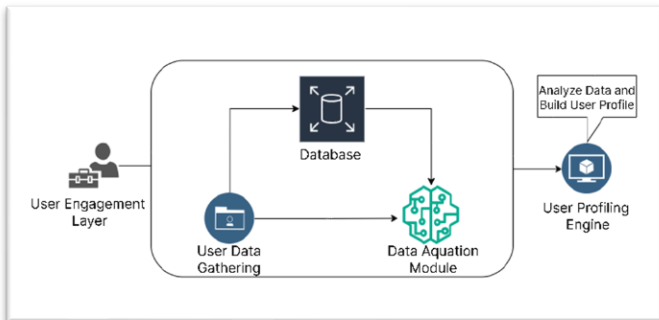 Analyze Data and
Build User Profile
Database
User Engagement
Layer
User Data
Gathering
Data Aquation
Module
User Profiling
Engine